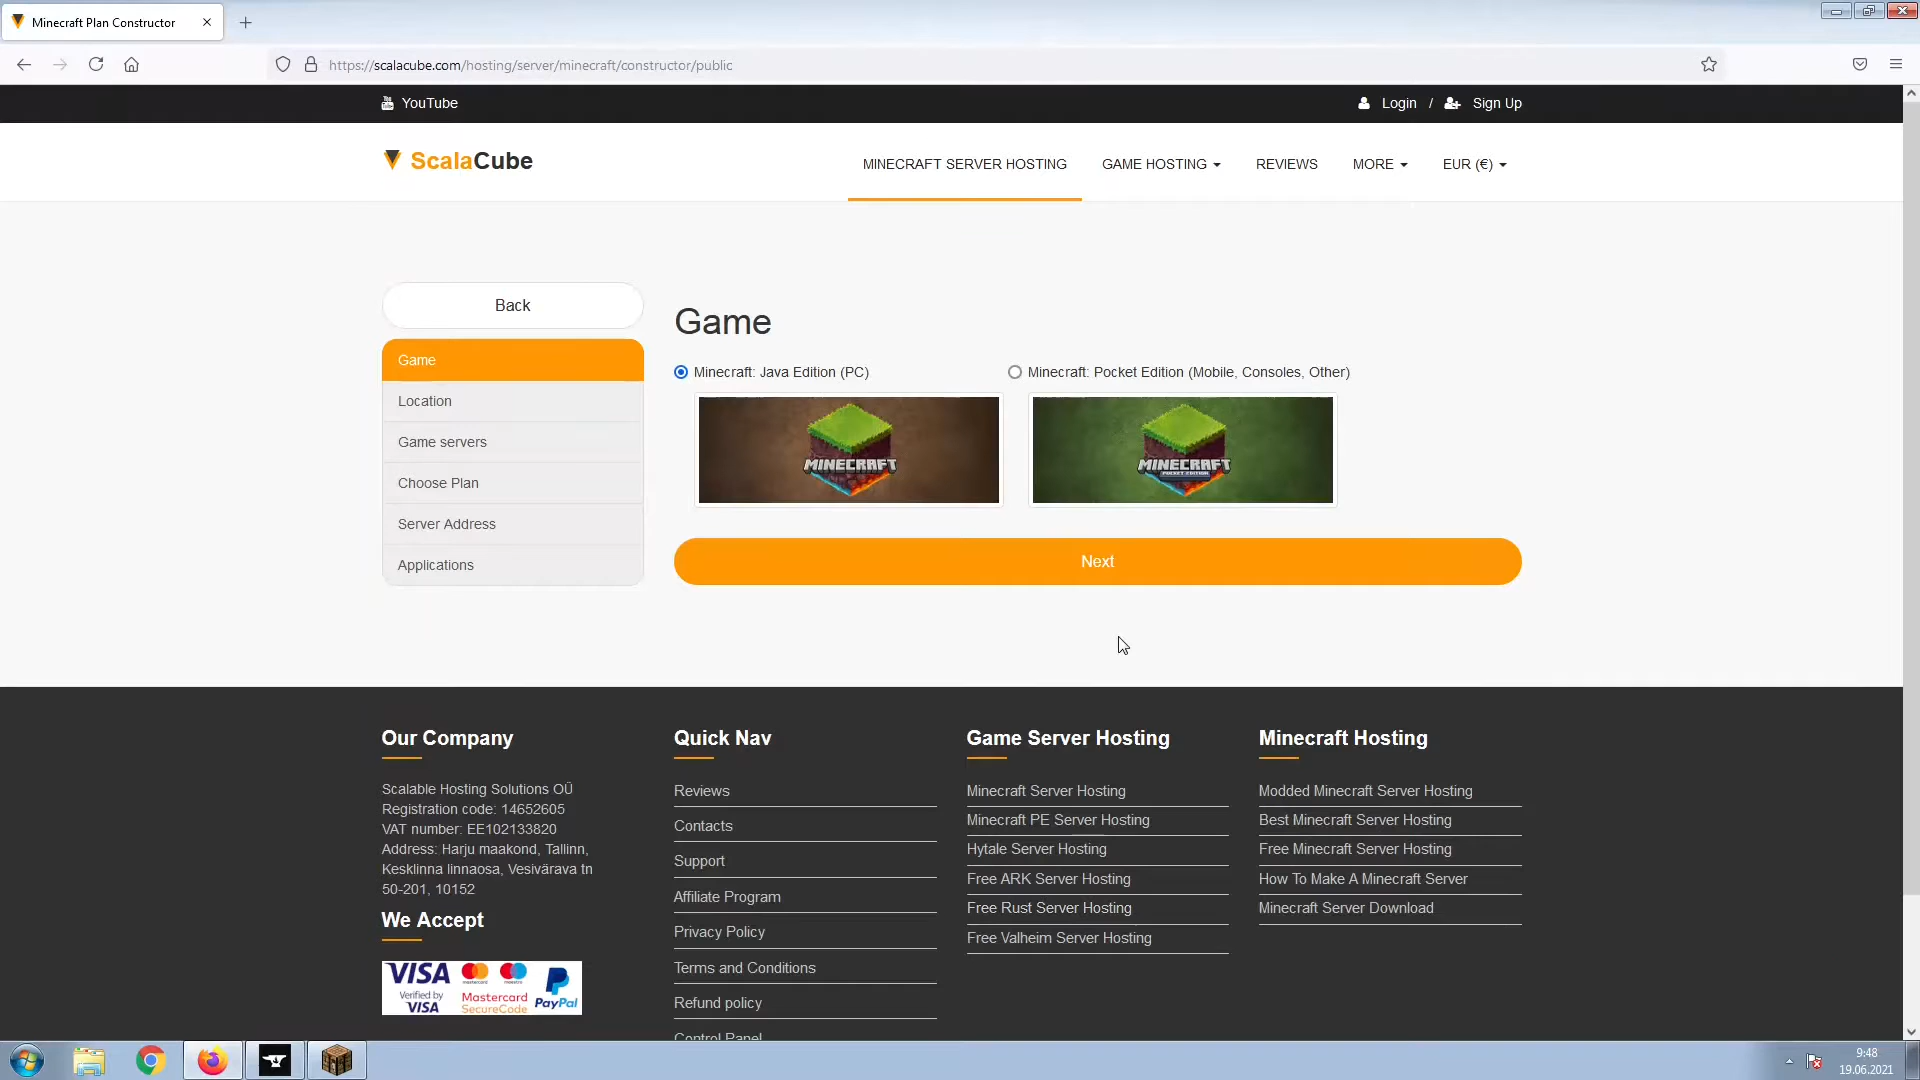 Minecraft Plan Constructor
https://scalacube.com/hosting/server/minecraft/constructor/public
YouTube
Login / Sign Up
ScalaCube
MINECRAFT SERVER HOSTING
GAME HOSTING
REVIEWS
MORE
EUR (€)
Back
Game
Location
Game servers
Choose Plan
Server Address
Applications
Game
Minecraft: Java Edition (PC)
Minecraft: Pocket Edition (Mobile, Consoles, Other)
MINECRAFT
MINECRAFT
POCKET EDITION
Next
Our Company
Scalable Hosting Solutions OÜ
Registration code: 14652605
VAT number: EE102133820
Address: Harju maakond, Tallinn,
Kesklinna linnaosa, Vesivärava tn
50-201, 10152
We Accept
VISA
Verified by
VISA
mastercard
maestro
Mastercard
SecureCode
PayPal
Quick Nav
Reviews
Contacts
Support
Affiliate Program
Privacy Policy
Terms and Conditions
Refund policy
Control Panel
Game Server Hosting
Minecraft Server Hosting
Minecraft PE Server Hosting
Hytale Server Hosting
Free ARK Server Hosting
Free Rust Server Hosting
Free Valheim Server Hosting
Minecraft Hosting
Modded Minecraft Server Hosting
Best Minecraft Server Hosting
Free Minecraft Server Hosting
How To Make A Minecraft Server
Minecraft Server Download
9:48
19.06.2021